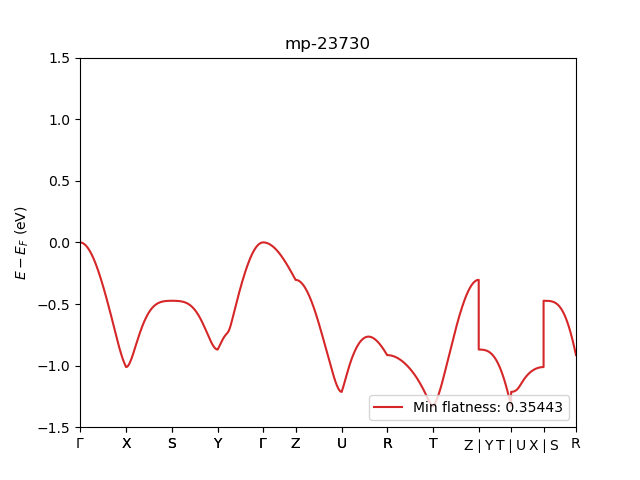 mp-23730
E − E_F (eV)
1.5
1.0
0.5
0.0
−0.5
−1.0
−1.5
Min flatness: 0.35443
Γ X S Y Γ Z U R T Z | Y T | U X | S R